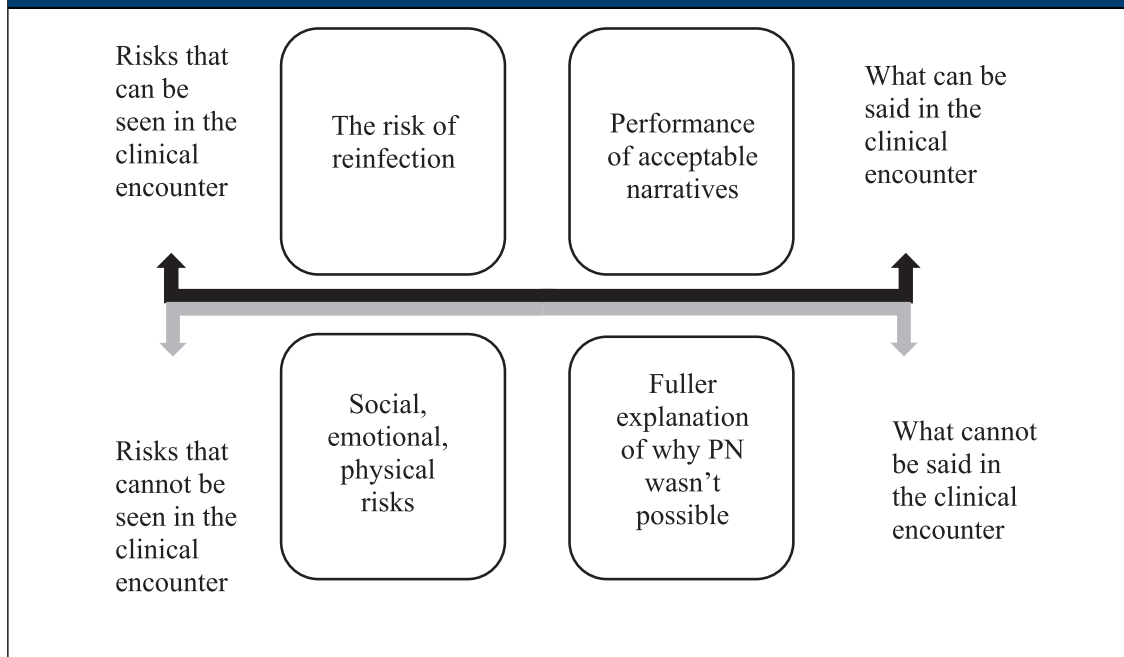 Risks that
can be
seen in the
clinical
encounter
The risk of
reinfection
Performance
of acceptable
narratives
What can be
said in the
clinical
encounter
Risks that
cannot be
seen in the
clinical
encounter
Social,
emotional,
physical
risks
Fuller
explanation
of why PN
wasn’t
possible
What cannot
be said in
the clinical
encounter